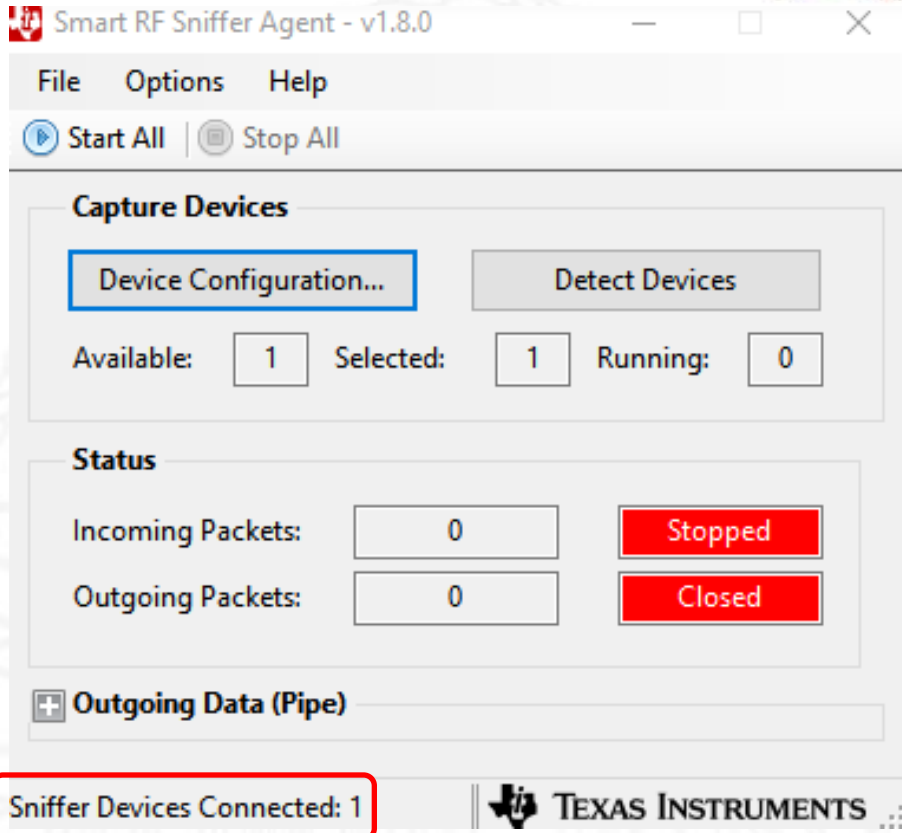 Smart RF Sniffer Agent - v1.8.0
File Options Help
Start All Stop All
Capture Devices
Device Configuration... Detect Devices
Available: 1 Selected: 1 Running: 0
Status
Incoming Packets: 0 Stopped
Outgoing Packets: 0 Closed
Outgoing Data (Pipe)
Sniffer Devices Connected: 1 TEXAS INSTRUMENTS